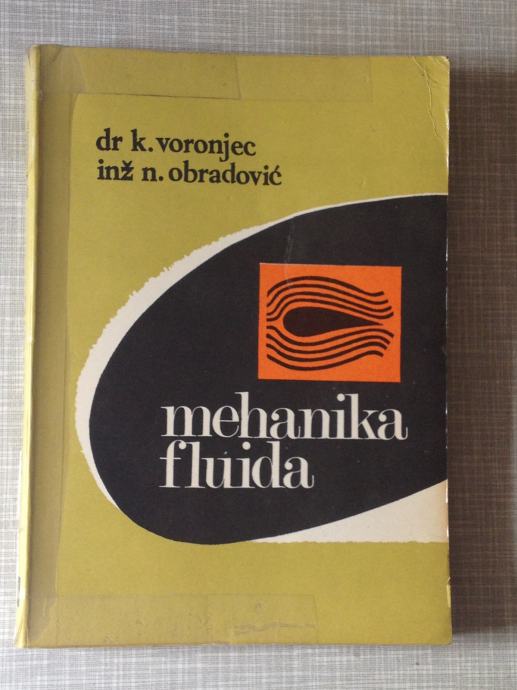 dr k. voronjec
inž n. obradović
mehanika
fluida